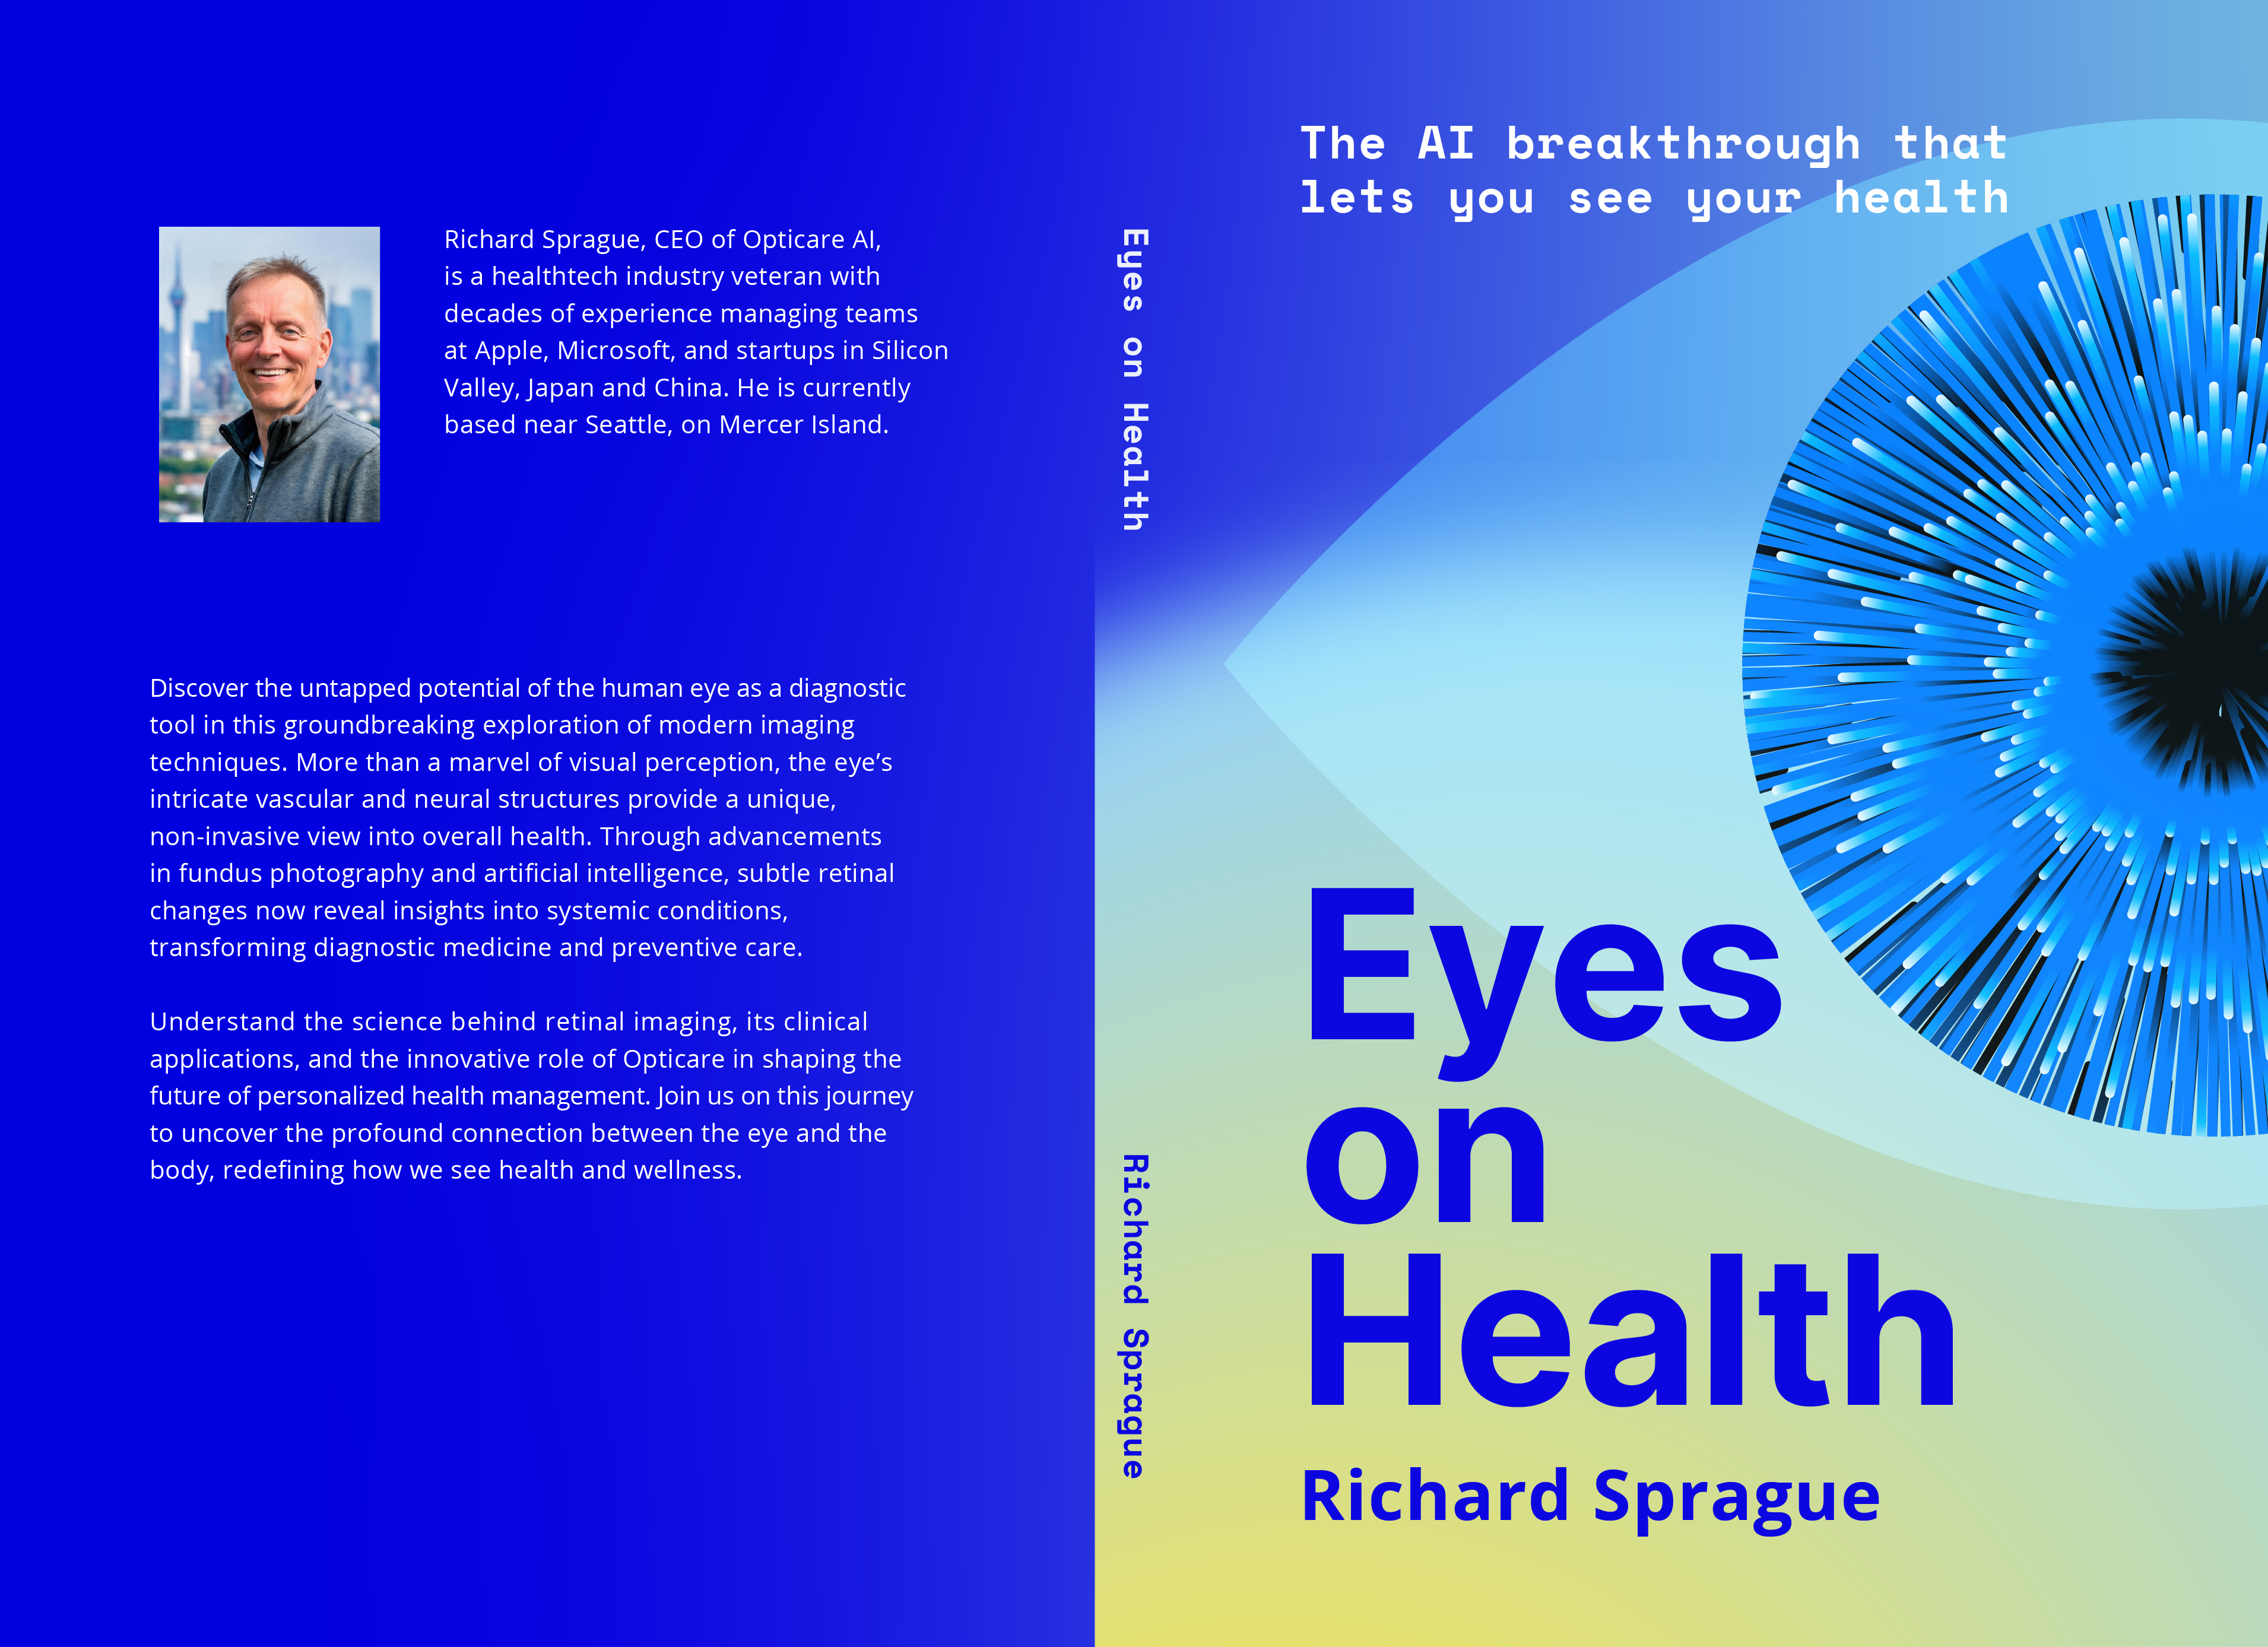 Richard Sprague, CEO of Opticare AI,
is a healthtech industry veteran with
decades of experience managing teams
at Apple, Microsoft, and startups in Silicon
Valley, Japan and China. He is currently
based near Seattle, on Mercer Island.
Discover the untapped potential of the human eye as a diagnostic
tool in this groundbreaking exploration of modern imaging
techniques. More than a marvel of visual perception, the eye’s
intricate vascular and neural structures provide a unique,
non-invasive view into overall health. Through advancements
in fundus photography and artificial intelligence, subtle retinal
changes now reveal insights into systemic conditions,
transforming diagnostic medicine and preventive care.
Understand the science behind retinal imaging, its clinical
applications, and the innovative role of Opticare in shaping the
future of personalized health management. Join us on this journey
to uncover the profound connection between the eye and the
body, redefining how we see health and wellness.
Eyes on Health
Richard Sprague
The AI breakthrough that
lets you see your health
Eyes
on
Health
Richard Sprague